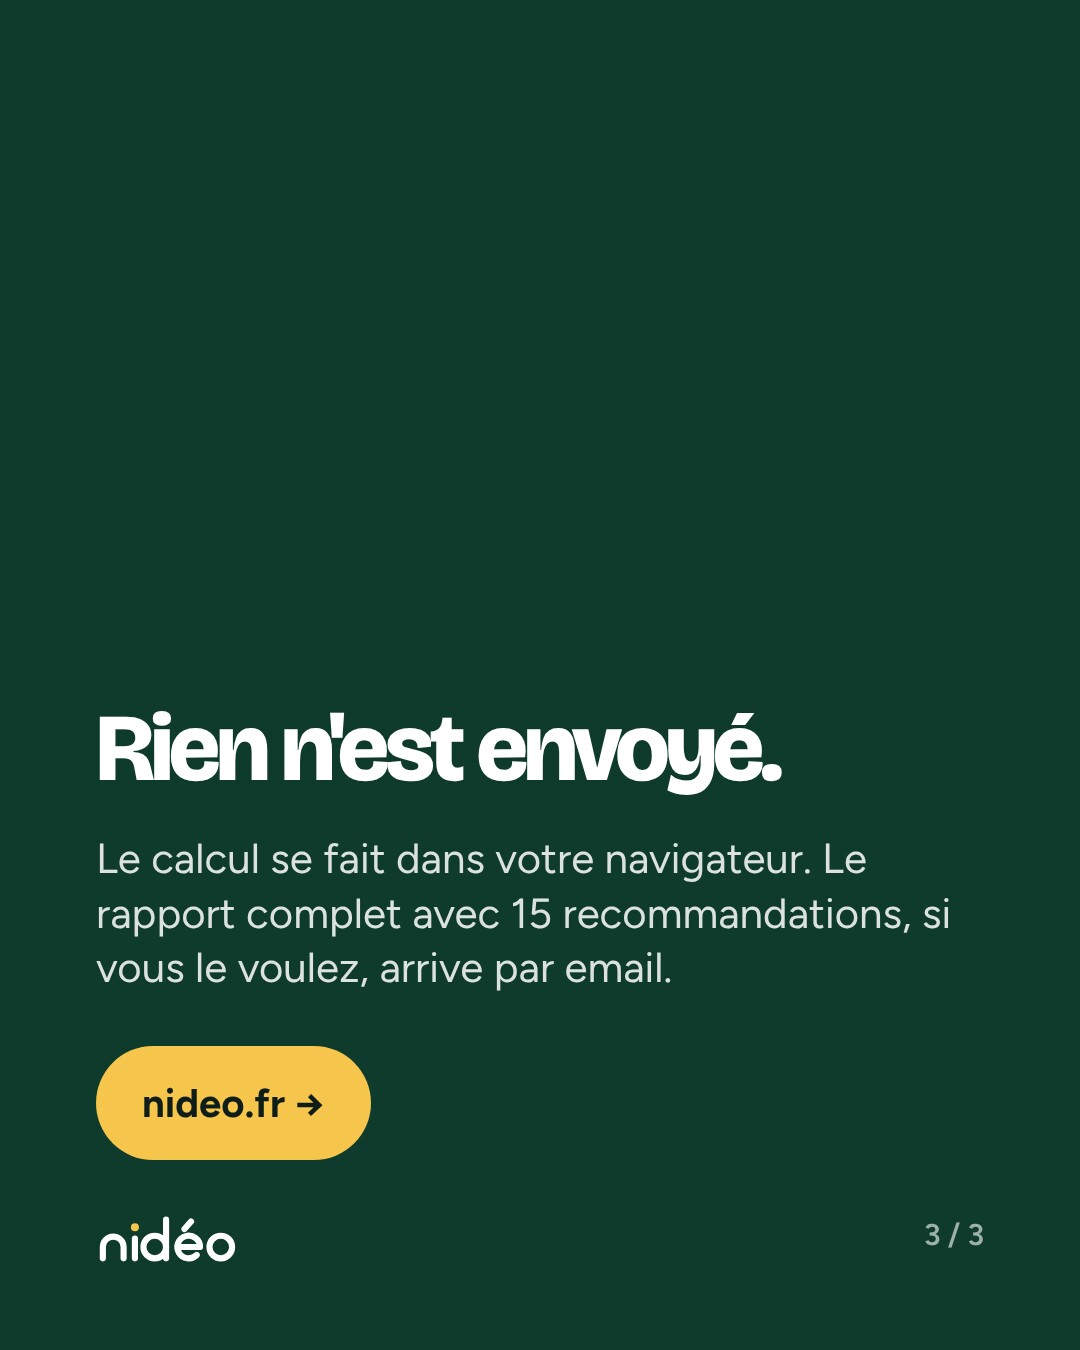 Rien n'est envoyé.
Le calcul se fait dans votre navigateur. Le
rapport complet avec 15 recommandations, si
vous le voulez, arrive par email.
nideo.fr →
nidéo
3 / 3